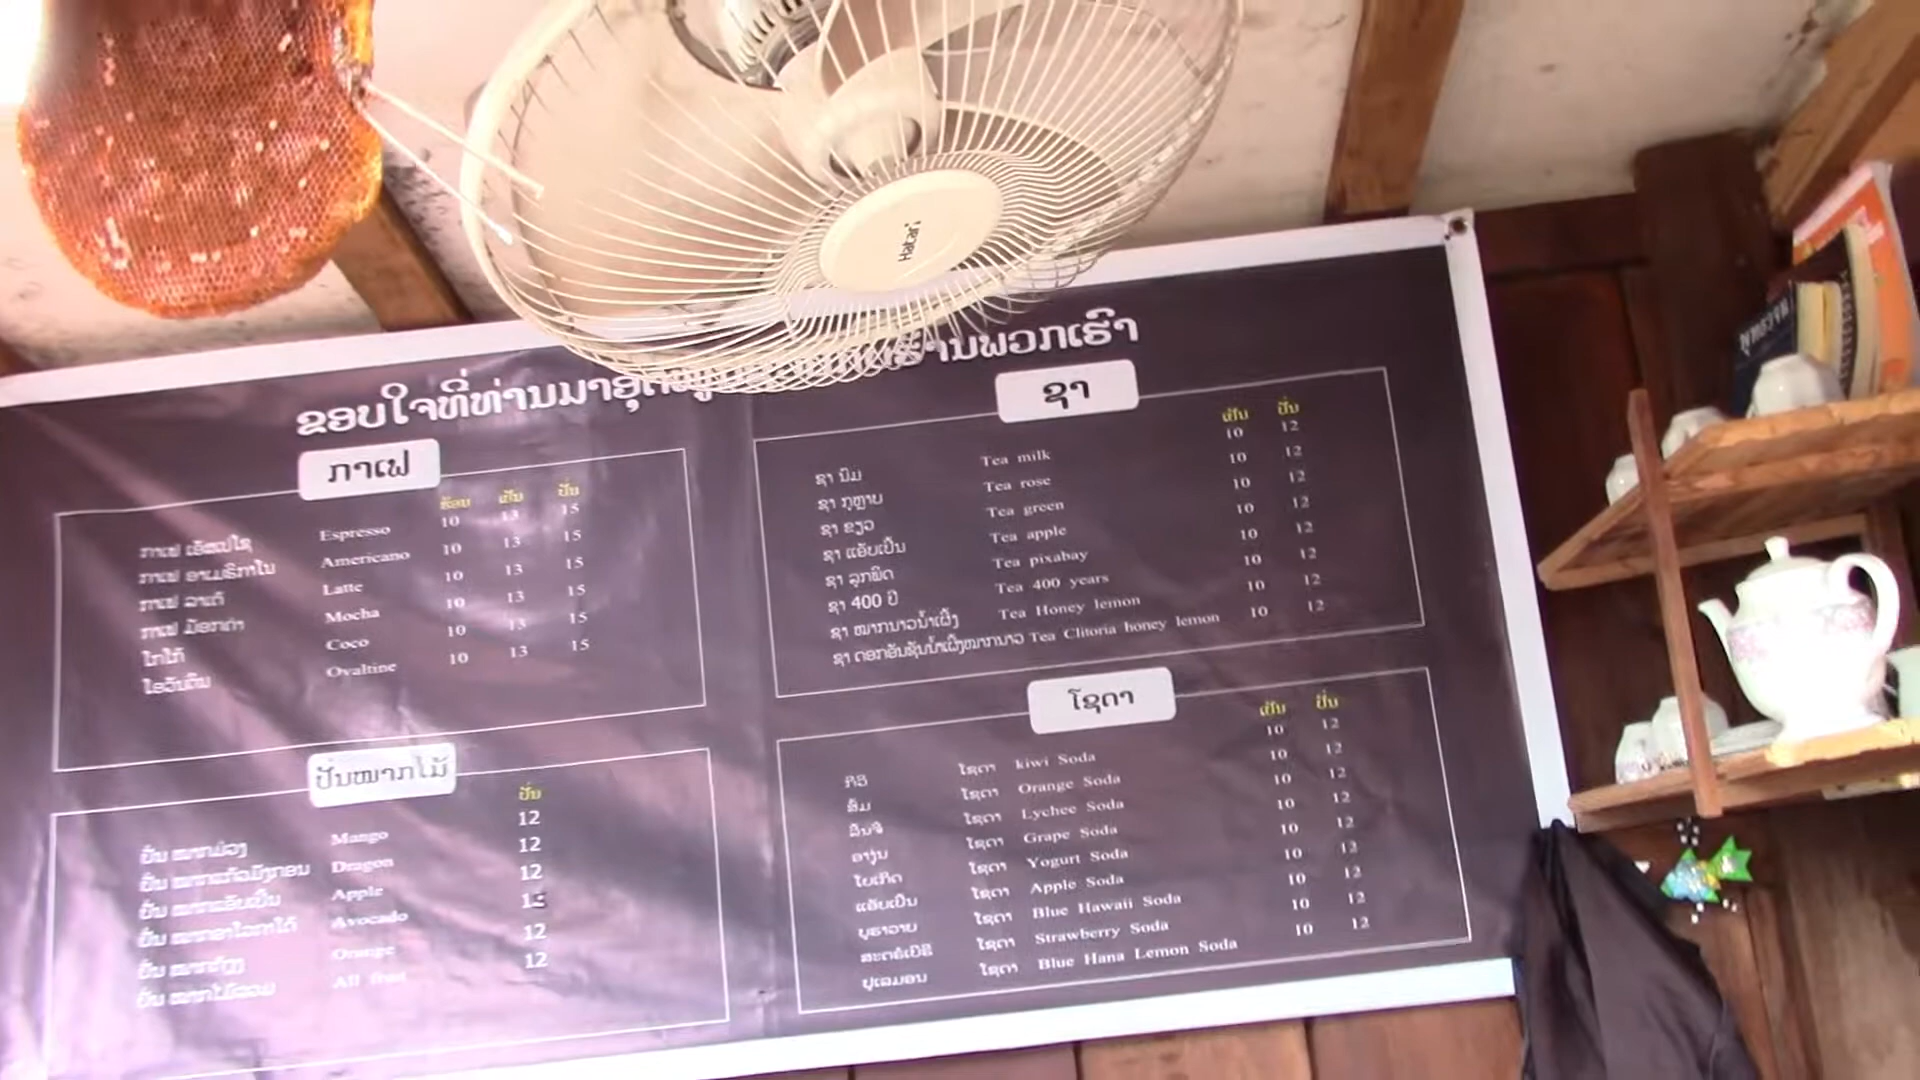 Hatari
ຂອບໃຈທີ່ທ່ານມາອຸດ
ຮ້ານພວກເຮົາ
ກາເຟ
ຮ້ອນ ເຢັນ ປັ່ນ
ກາເຟ ເອັສເປໂຊ Espresso 10 13 15
ກາເຟ ອາເມຣິກາໂນ Americano 10 13 15
ກາເຟ ລາເຕ້ Latte 10 13 15
ກາເຟ ມ໊ອກຄ່າ Mocha 10 13 15
ໂກໂກ້ Coco 10 13 15
ໂອວັນຕິນ Ovaltine 10 13 15
ປັ່ນໝາກໄມ້
ປັ່ນ
ປັ່ນ ໝາກມ່ວງ Mango 12
ປັ່ນ ໝາກແກ້ວມັງກອນ Dragon 12
ປັ່ນ ໝາກແອັບເປິ້ນ Apple 12
ປັ່ນ ໝາກອາໂວກາໂດ້ Avocado 12
ປັ່ນ ໝາກກ້ຽງ Orange 12
ປັ່ນ ໝາກໄມ້ລວມ All fruit 12
ຊາ
ເຢັນ ປັ່ນ
ຊາ ນົມ Tea milk 10 12
ຊາ ກຸຫຼາບ Tea rose 10 12
ຊາ ຂຽວ Tea green 10 12
ຊາ ແອັບເປິ້ນ Tea apple 10 12
ຊາ ລູກພິດ Tea pixabay 10 12
ຊາ 400 ປີ Tea 400 years 10 12
ຊາ ໝາກນາວນ້ຳເຜິ້ງ Tea Honey lemon 10 12
ຊາ ດອກອັນຊັນນ້ຳເຜິ້ງໝາກນາວ Tea Clitoria honey lemon 10 12
ໂຊດາ
ເຢັນ ປັ່ນ
ກີວີ ໂຊດາ kiwi Soda 10 12
ສົ້ມ ໂຊດາ Orange Soda 10 12
ລິ້ນຈີ່ ໂຊດາ Lychee Soda 10 12
ອາງຸ່ນ ໂຊດາ Grape Soda 10 12
ໂຍເກີດ ໂຊດາ Yogurt Soda 10 12
ແອັບເປິ້ນ ໂຊດາ Apple Soda 10 12
ບູຮາວາຍ ໂຊດາ Blue Hawaii Soda 10 12
ສະຕໍເບີຣີ ໂຊດາ Strawberry Soda 10 12
ບູເລມອນ ໂຊດາ Blue Hana Lemon Soda 10 12